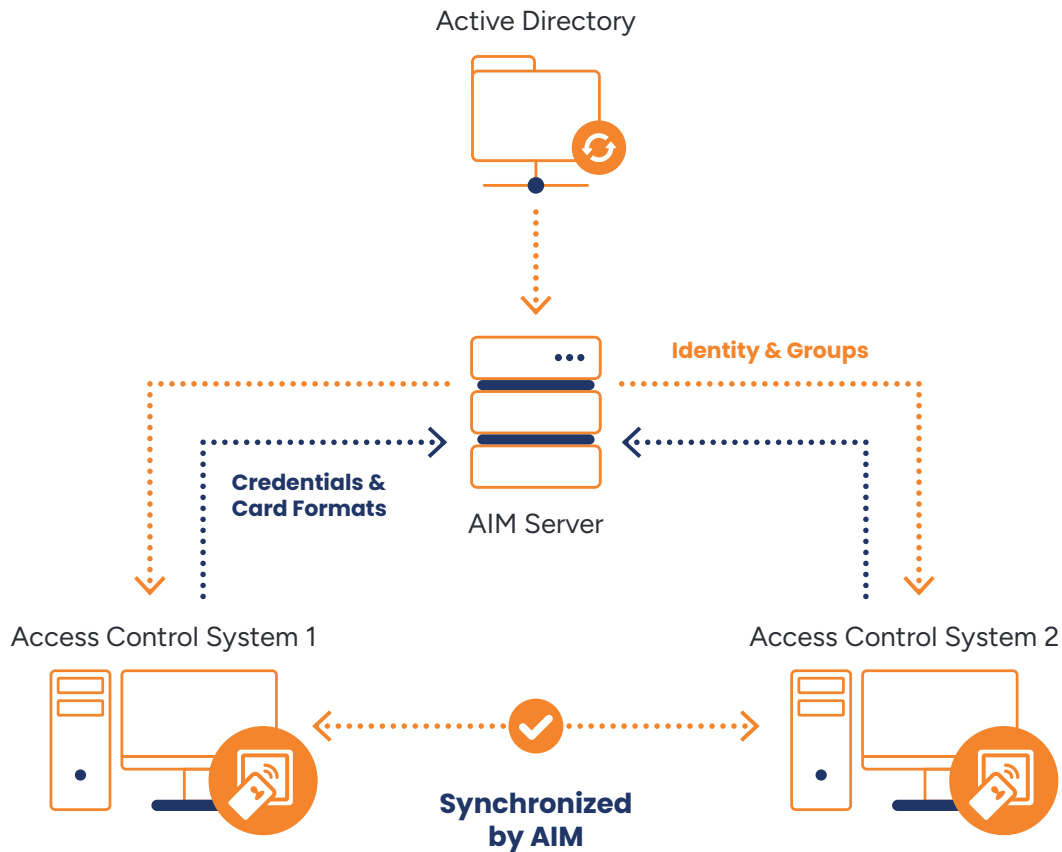 Active Directory
Identity & Groups
Credentials &
Card Formats
AIM Server
Access Control System 1
Access Control System 2
Synchronized
by AIM